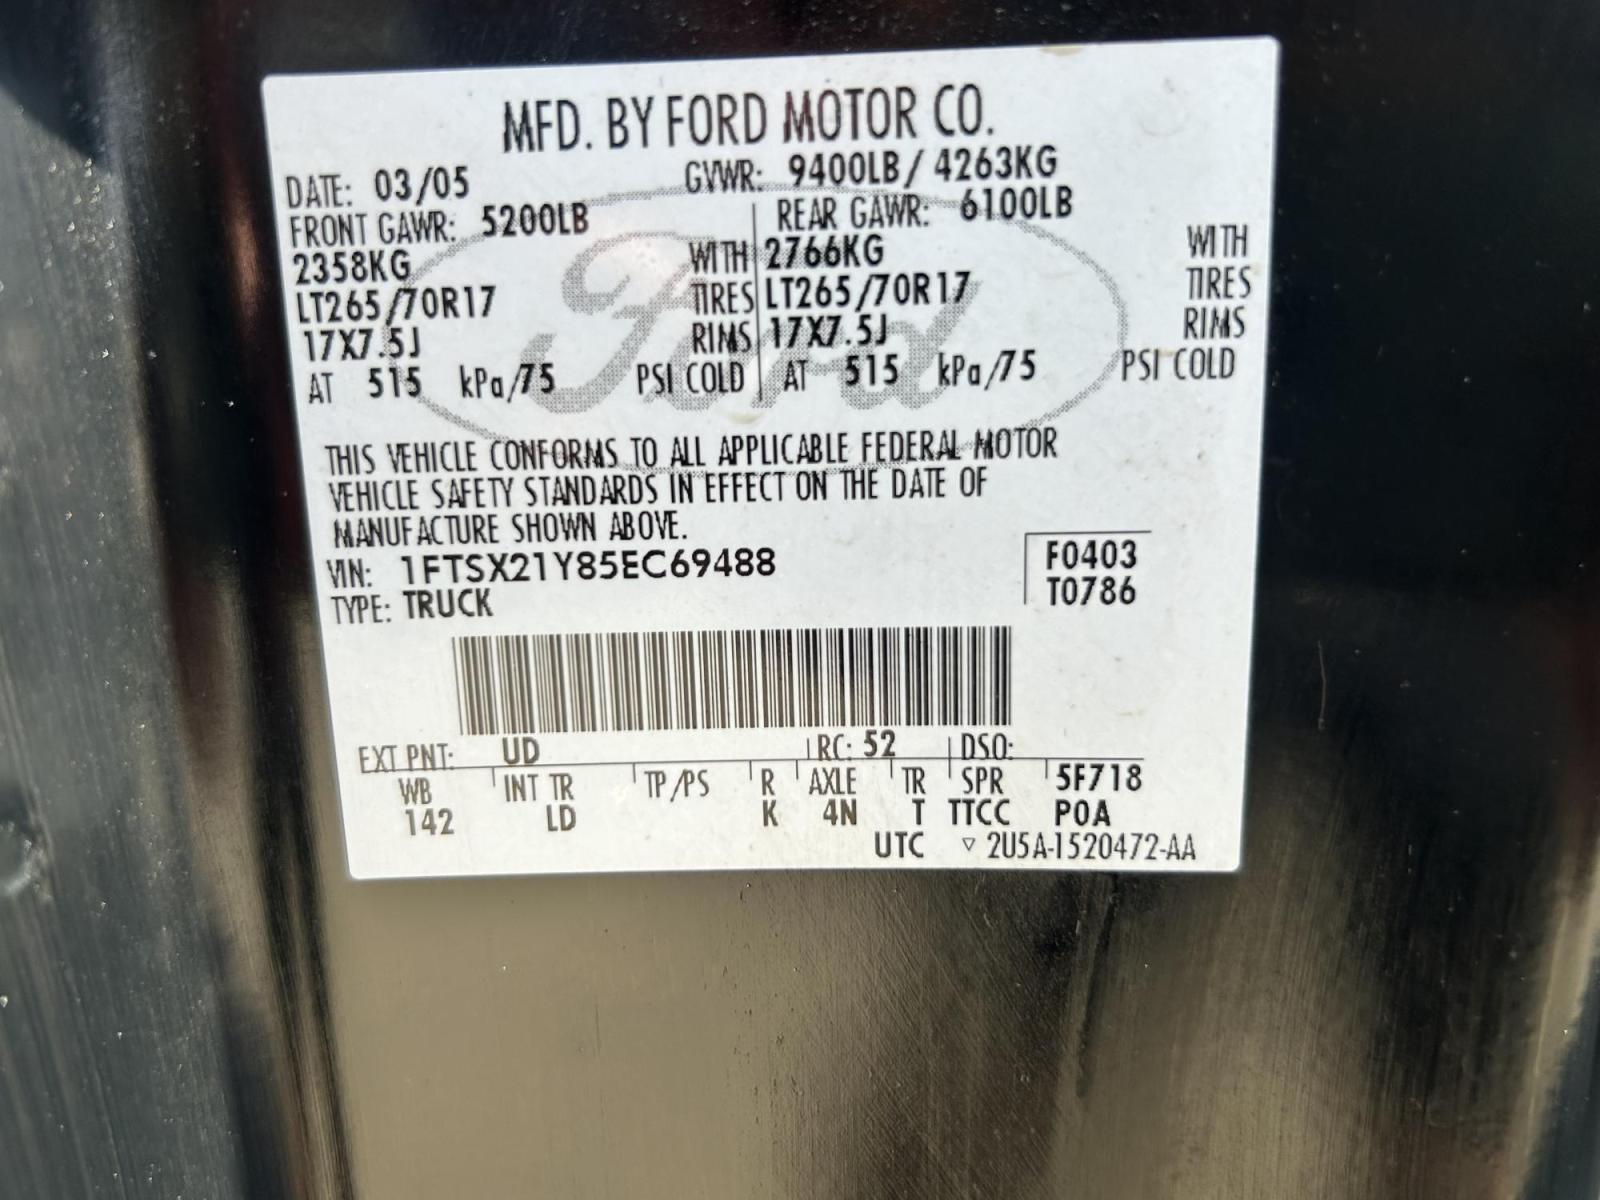 MFD. BY FORD MOTOR CO.
DATE: 03/05 GVWR: 9400LB / 4263KG
FRONT GAWR: 5200LB REAR GAWR: 6100LB
2358KG WITH 2766KG WITH
LT265/70R17 TIRES LT265/70R17 TIRES
17X7.5J RIMS 17X7.5J RIMS
AT 515 kPa/75 PSI COLD AT 515 kPa/75 PSI COLD
Ford
THIS VEHICLE CONFORMS TO ALL APPLICABLE FEDERAL MOTOR
VEHICLE SAFETY STANDARDS IN EFFECT ON THE DATE OF
MANUFACTURE SHOWN ABOVE.
VIN: 1FTSX21Y85EC69488 F0403
TYPE: TRUCK T0786
EXT PNT: UD RC: 52 DSO:
WB INT TR TP/PS R AXLE TR SPR 5F718
142 LD K 4N T TTCC P0A
UTC ▽ 2U5A-1520472-AA